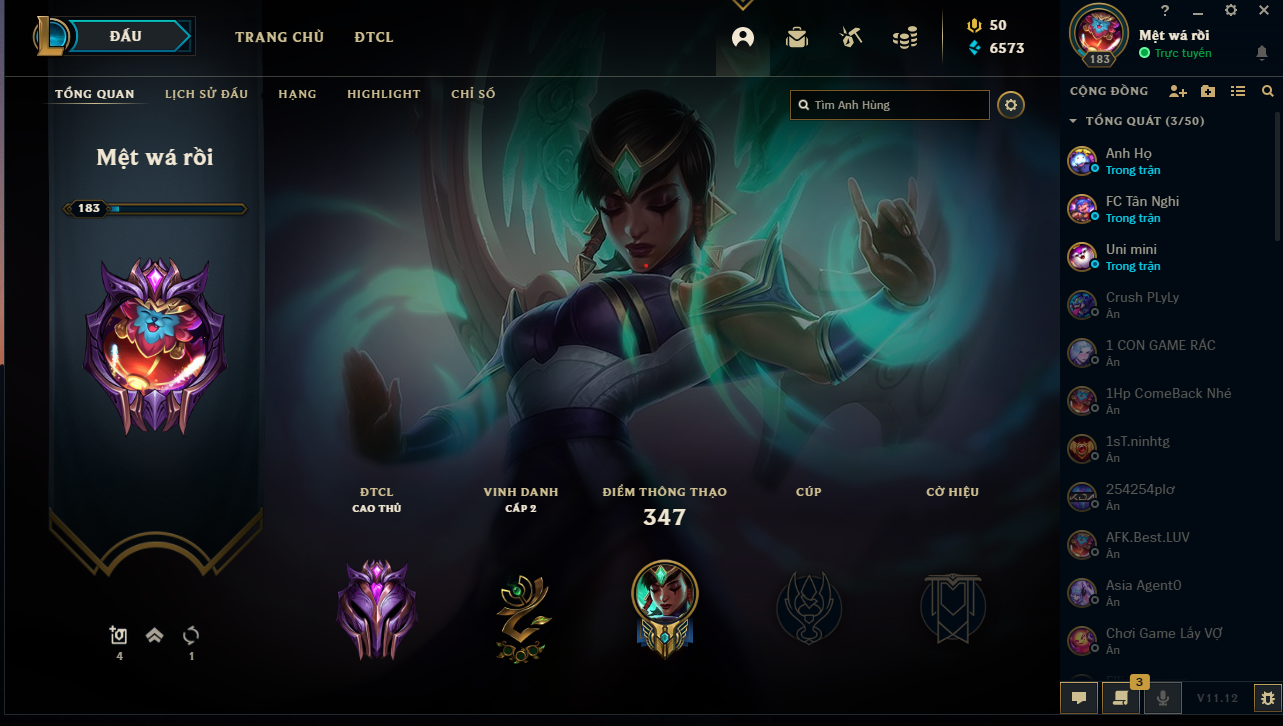 ĐẤU
TRANG CHỦ
ĐTCL
50
6573
?
Mệt wá rồi
Trực tuyến
183
TỔNG QUAN
LỊCH SỬ ĐẤU
HẠNG
HIGHLIGHT
CHỈ SỐ
Tìm Anh Hùng
Mệt wá rồi
183
ĐTCL
CAO THỦ
VINH DANH
CẤP 2
ĐIỂM THÔNG THẠO
347
CÚP
CỜ HIỆU
4
1
CỘNG ĐỒNG
TỔNG QUÁT (3/50)
Anh Họ
Trong trận
FC Tân Nghi
Trong trận
Uni mini
Trong trận
Crush PLyLy
Ẩn
1 CON GAME RÁC
Ẩn
1Hp ComeBack Nhé
Ẩn
1sT.ninhtg
Ẩn
254254plơ
Ẩn
AFK.Best.LUV
Ẩn
Asia Agent0
Ẩn
Chơi Game Lấy VỢ
Ẩn
3
V11.12